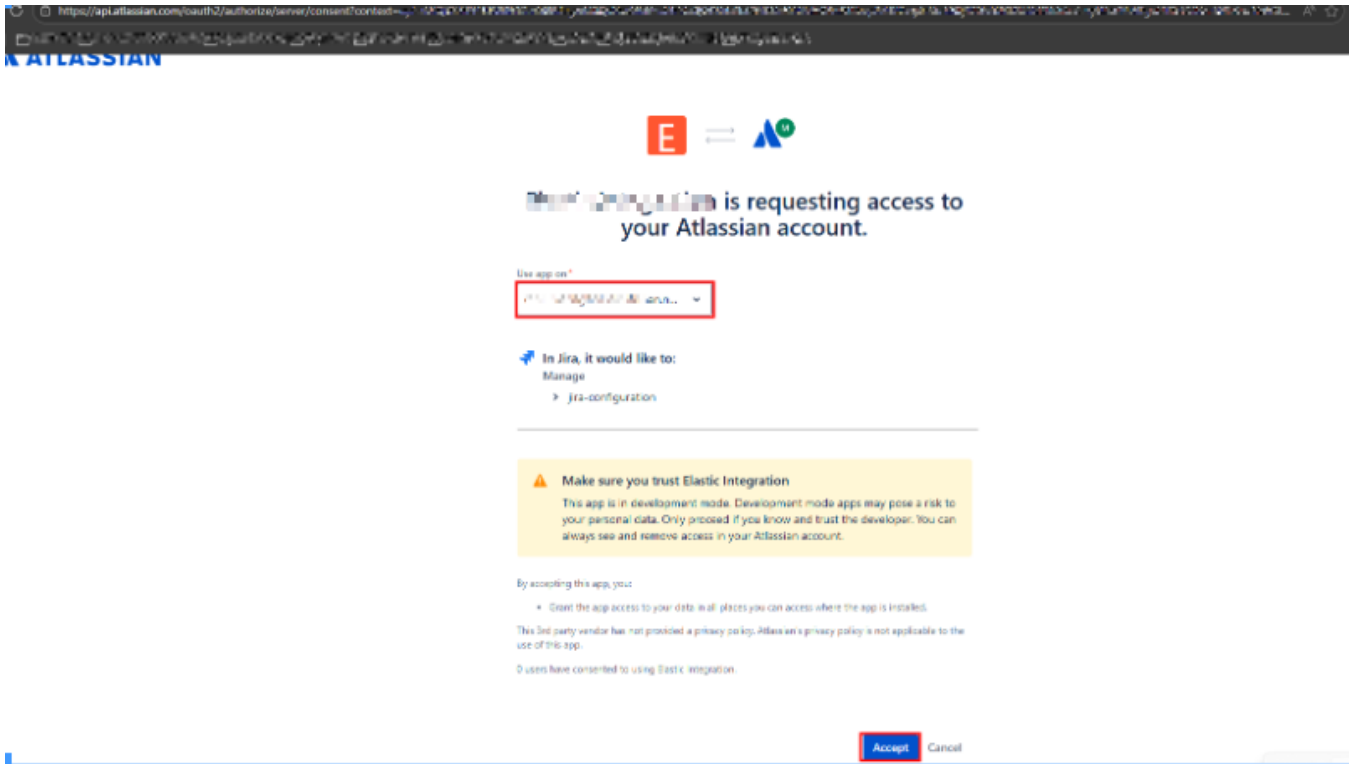 https://api.atlassian.com/oauth2/authorize/server/consent?context=
ATLASSIAN
E
M
is requesting access to
your Atlassian account.
Use app on *
In Jira, it would like to:
Manage
jira-configuration
Make sure you trust Elastic Integration
This app is in development mode. Development mode apps may pose a risk to
your personal data. Only proceed if you know and trust the developer. You can
always see and remove access in your Atlassian account.
By accepting this app, you:
Grant the app access to your data in all places you can access where the app is installed.
This 3rd party vendor has not provided a privacy policy. Atlassian's privacy policy is not applicable to the
use of this app.
0 users have consented to using Elastic Integration.
Accept Cancel